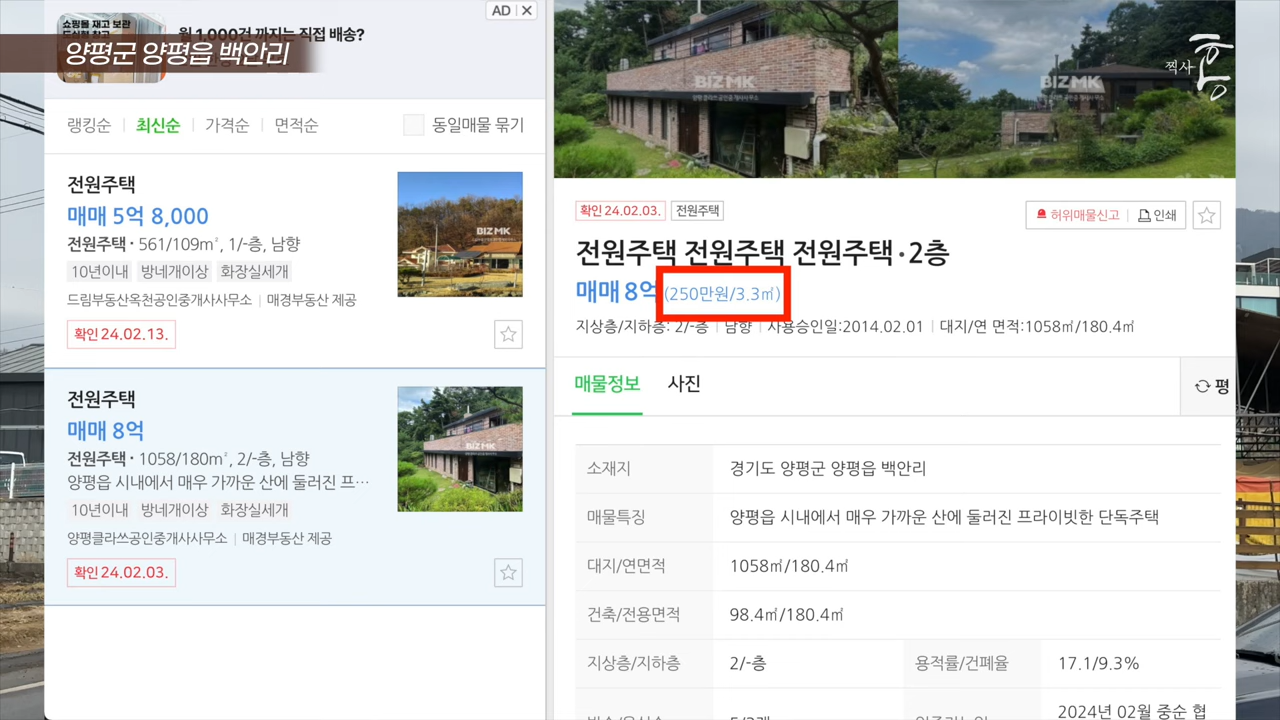 쇼핑몰 재고 보관
월 1,000건 까지는 직접 배송?
AD
양평군 양평읍 백안리
랭킹순
최신순
가격순
면적순
동일매물 묶기
전원주택
매매 5억 8,000
전원주택 · 561/109m², 1/-층, 남향
10년이내 방네개이상 화장실세개
드림부동산옥천공인중개사사무소 | 매경부동산 제공
확인 24.02.13.
BIZMK
전원주택
매매 8억
전원주택 · 1058/180m², 2/-층, 남향
양평읍 시내에서 매우 가까운 산에 둘러진 프…
10년이내 방네개이상 화장실세개
양평클라쓰공인중개사사무소 | 매경부동산 제공
확인 24.02.03.
BIZMK
BIZMK
양평클라쓰공인중개사사무소
BIZMK
찍사홍
확인 24.02.03. 전원주택
허위매물신고 | 인쇄
전원주택 전원주택 전원주택 · 2층
매매 8억 (250만원/3.3㎡)
지상층/지하층: 2/-층 | 남향 | 사용승인일:2014.02.01 | 대지/연 면적:1058㎡/180.4㎡
매물정보 사진
평
소재지 경기도 양평군 양평읍 백안리
매물특징 양평읍 시내에서 매우 가까운 산에 둘러진 프라이빗한 단독주택
대지/연면적 1058㎡/180.4㎡
건축/전용면적 98.4㎡/180.4㎡
지상층/지하층 2/-층 용적률/건폐율 17.1/9.3%
2024년 02월 중순 협